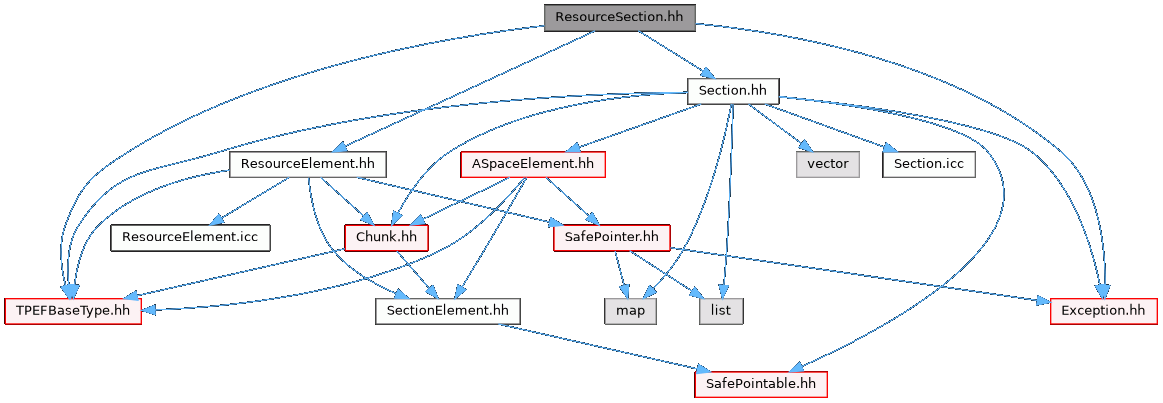 ResourceSection.hh
Section.hh
ResourceElement.hh
ASpaceElement.hh
vector
Section.icc
ResourceElement.icc
Chunk.hh
SafePointer.hh
TPEFBaseType.hh
SectionElement.hh
map
list
Exception.hh
SafePointable.hh